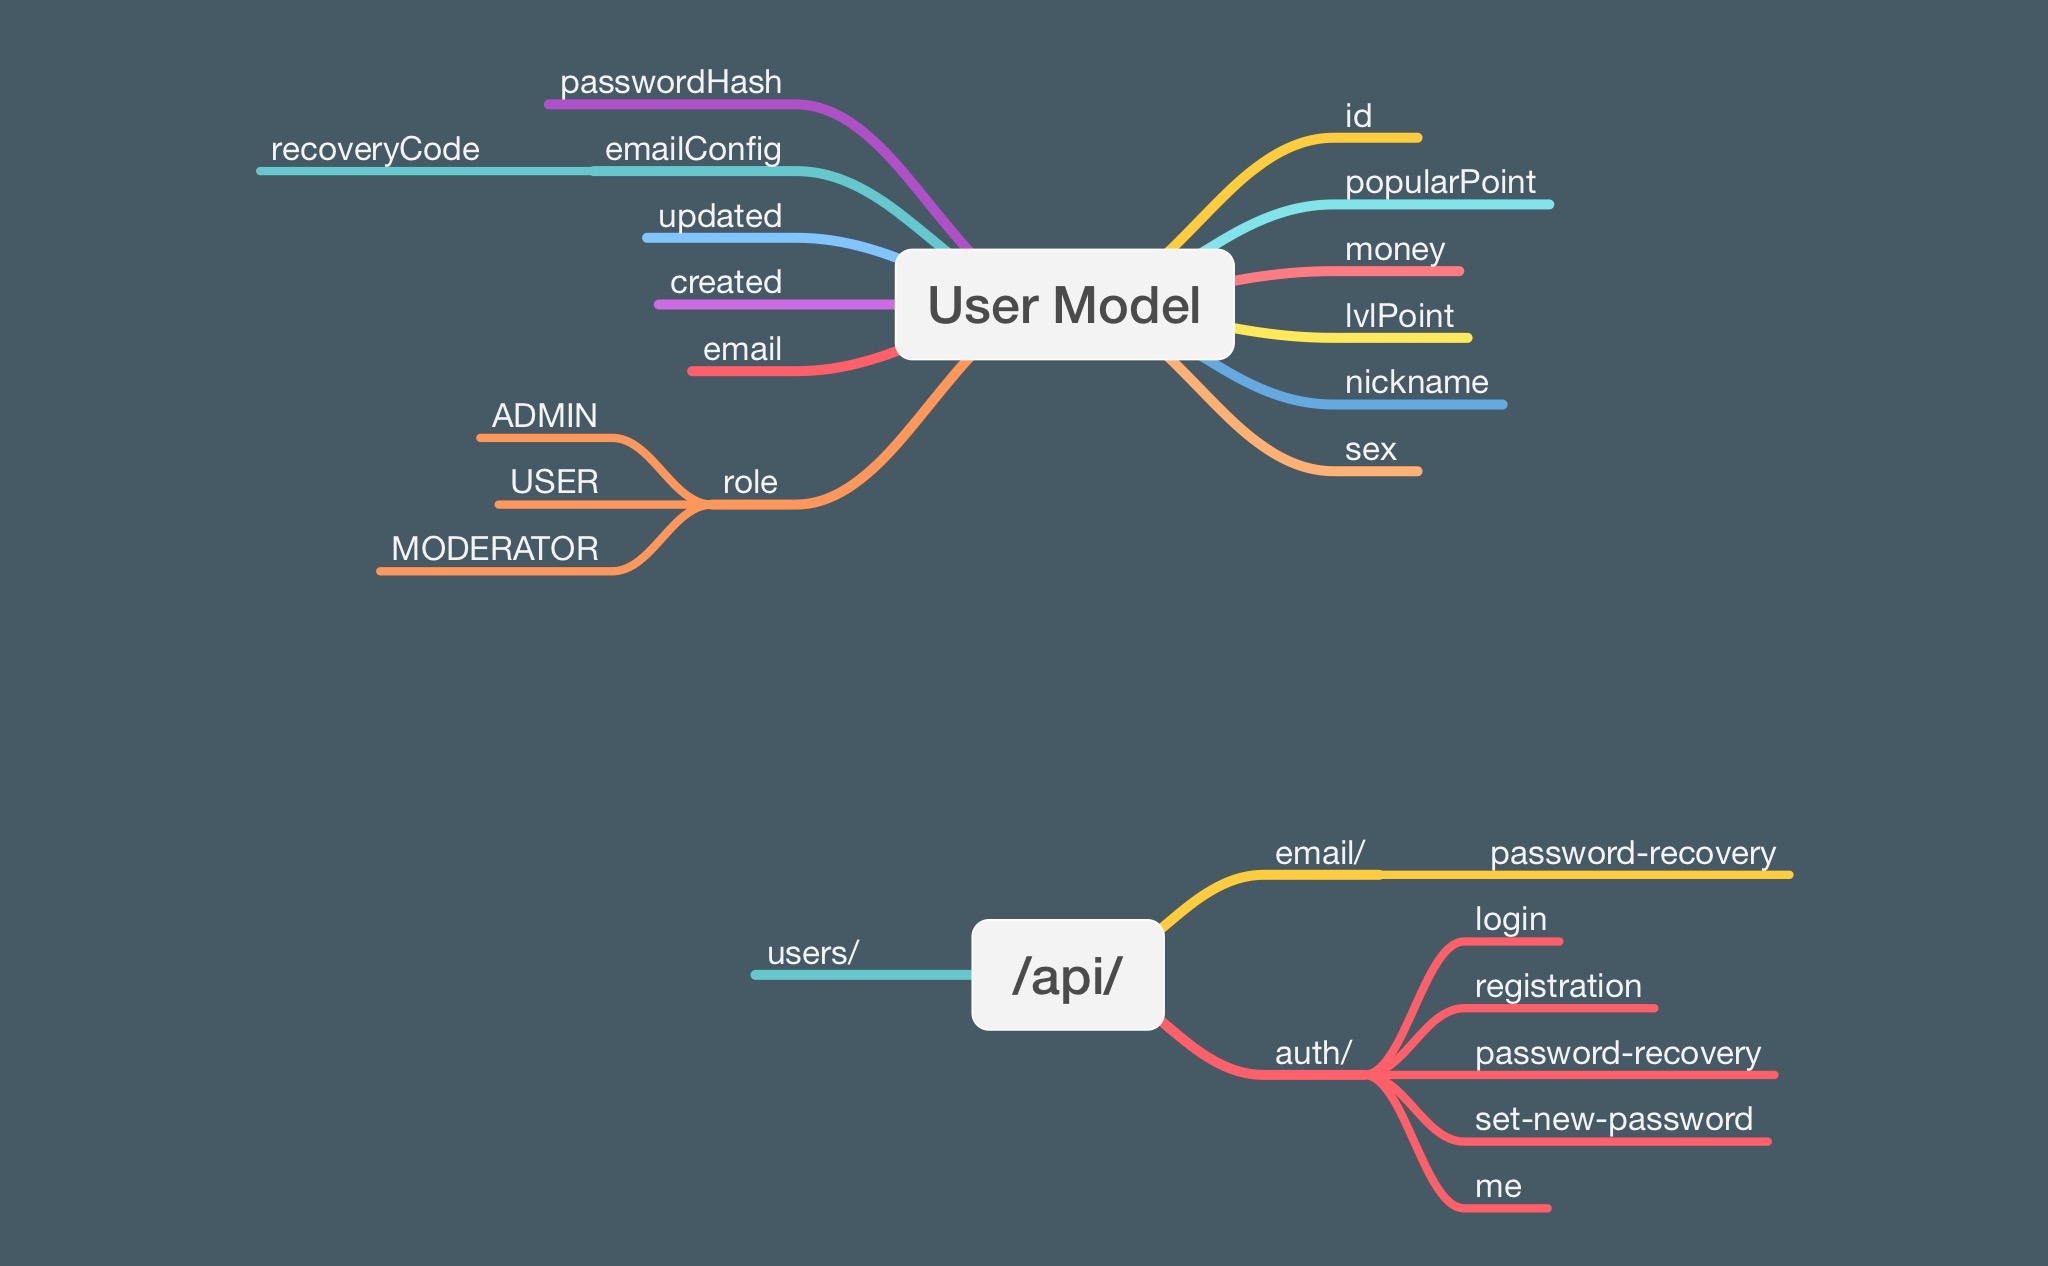 passwordHash
recoveryCode
emailConfig
updated
created
email
ADMIN
USER
MODERATOR
role
User Model
id
popularPoint
money
lvlPoint
nickname
sex
users/
/api/
email/
password-recovery
auth/
login
registration
password-recovery
set-new-password
me